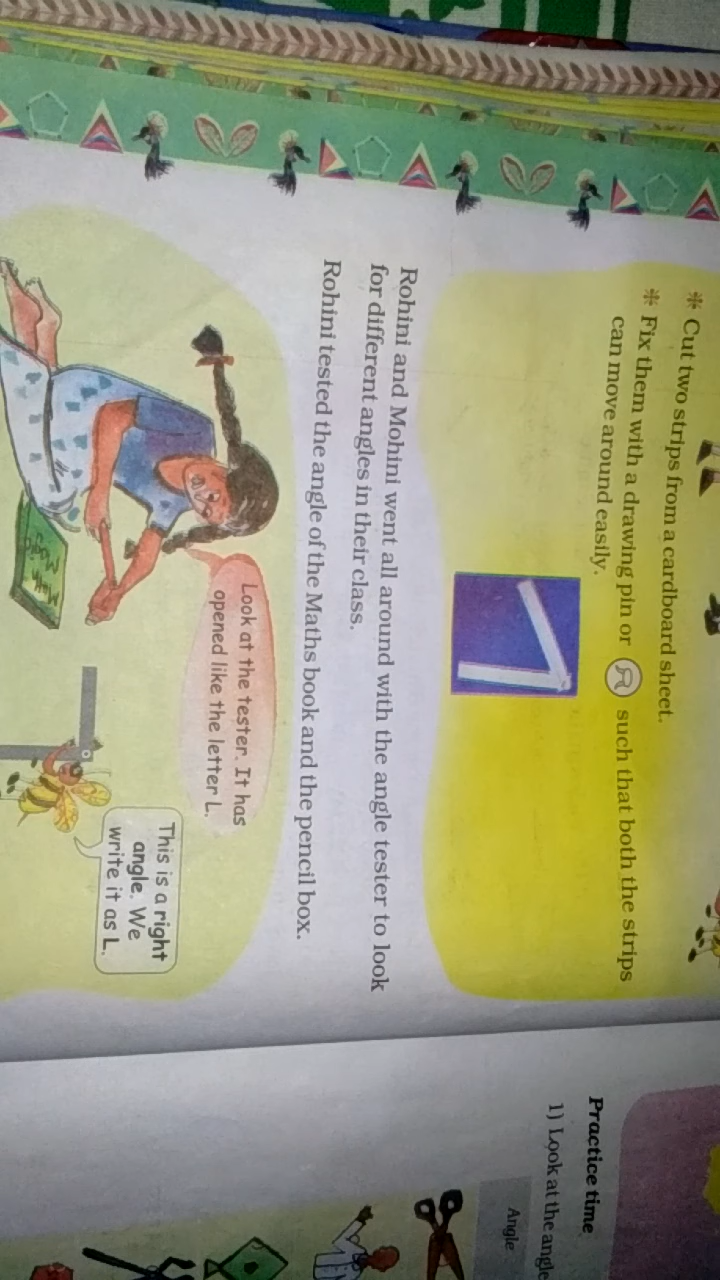 * Cut two strips from a cardboard sheet.
* Fix them with a drawing pin or such that both the strips
can move around easily.
Rohini and Mohini went all around with the angle tester to look
for different angles in their class.
Rohini tested the angle of the Maths book and the pencil box.
Look at the tester. It has
opened like the letter L.
This is a right
angle. We
write it as L.
Practice time
1) Look at the angle
Angle